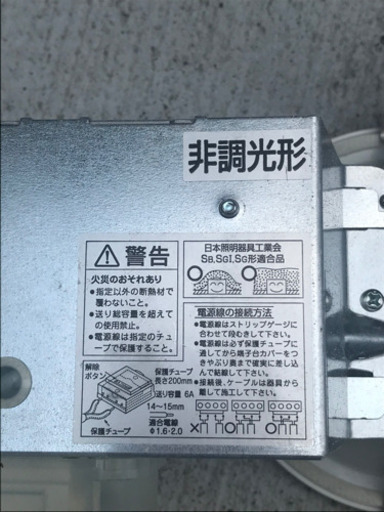 非調光形
警告
火災のおそれあり
●指定以外の断熱材で
覆わないこと。
●送り総容量を超えて
の使用禁止。
●電源線は指定のチュ
ーブで保護すること。
日本照明器具工業会
SB,SGI,SG形適合品
電源線の接続方法
●電源線はストリップゲージに
合わせて段むきしてください。
●電源線は必ず保護チューブに
通してから端子台カバーをつ
きやぶり奥まで確実に差し込
んで結線して下さい。
●接続後、ケーブルは器具から
離して施工して下さい。
解除
ボタン
保護チューブ
長さ200mm
送り容量 6A
14~15mm
適合電線
Φ1.6・2.0
保護チューブ